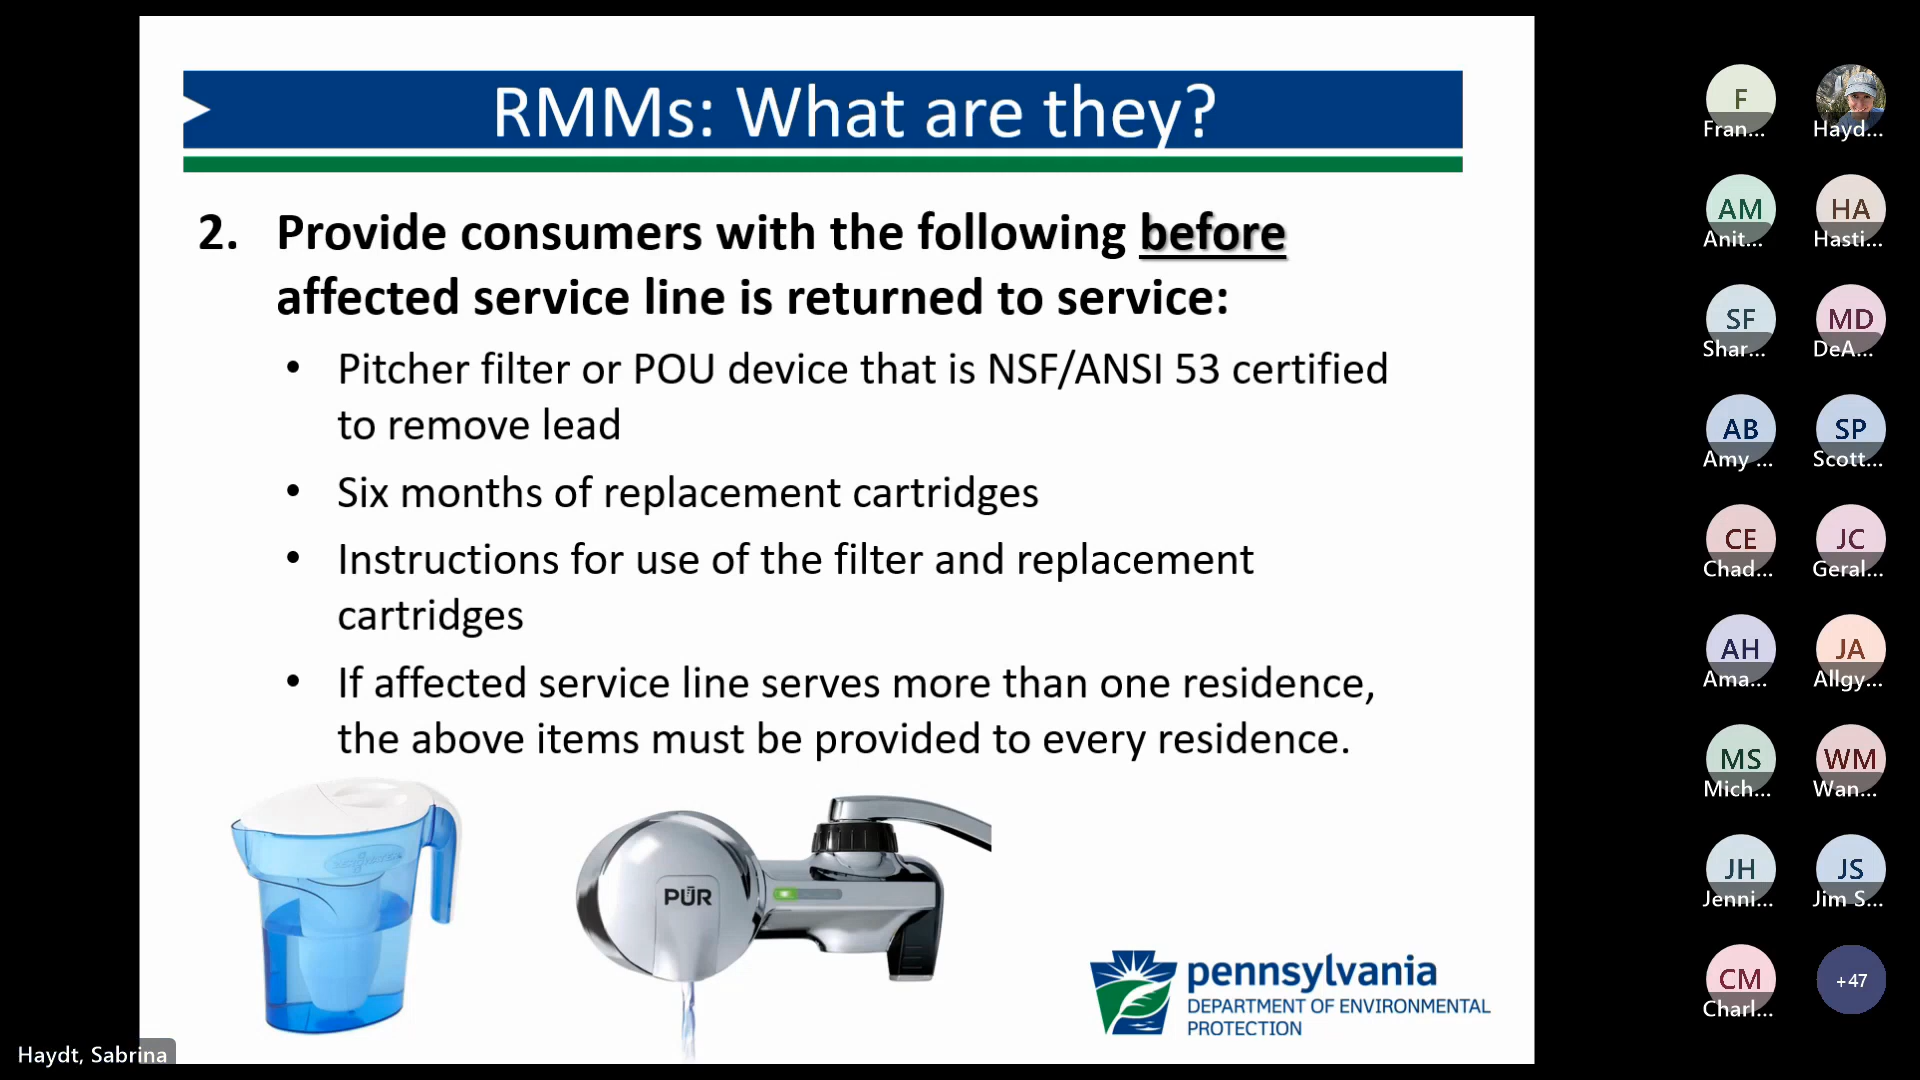 RMMs: What are they?
2. Provide consumers with the following before
affected service line is returned to service:
• Pitcher filter or POU device that is NSF/ANSI 53 certified
to remove lead
• Six months of replacement cartridges
• Instructions for use of the filter and replacement
cartridges
• If affected service line serves more than one residence,
the above items must be provided to every residence.
PÜR
pennsylvania
DEPARTMENT OF ENVIRONMENTAL
PROTECTION
Haydt, Sabrina
F
Fran...
Hayd...
AM
Anit...
HA
Hasti...
SF
Shar...
MD
DeA...
AB
Amy ...
SP
Scott...
CE
Chad...
JC
Geral...
AH
Ama...
JA
Allgy...
MS
Mich...
WM
Wan...
JH
Jenni...
JS
Jim S...
CM
Charl...
+47